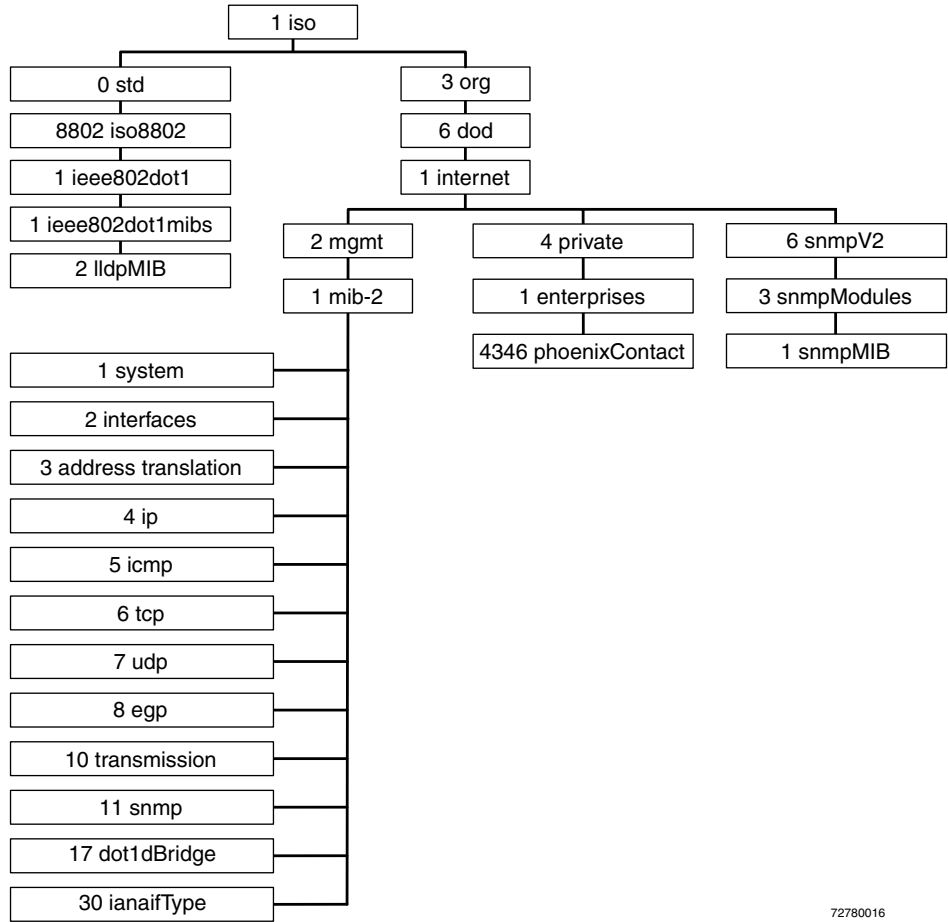 1 iso
0 std
3 org
8802 iso8802
6 dod
1 ieee802dot1
1 internet
1 ieee802dot1mibs
2 mgmt
4 private
6 snmpV2
2 lldpMIB
1 mib-2
1 enterprises
3 snmpModules
4346 phoenixContact
1 snmpMIB
1 system
2 interfaces
3 address translation
4 ip
5 icmp
6 tcp
7 udp
8 egp
10 transmission
11 snmp
17 dot1dBridge
30 ianaifType
72780016